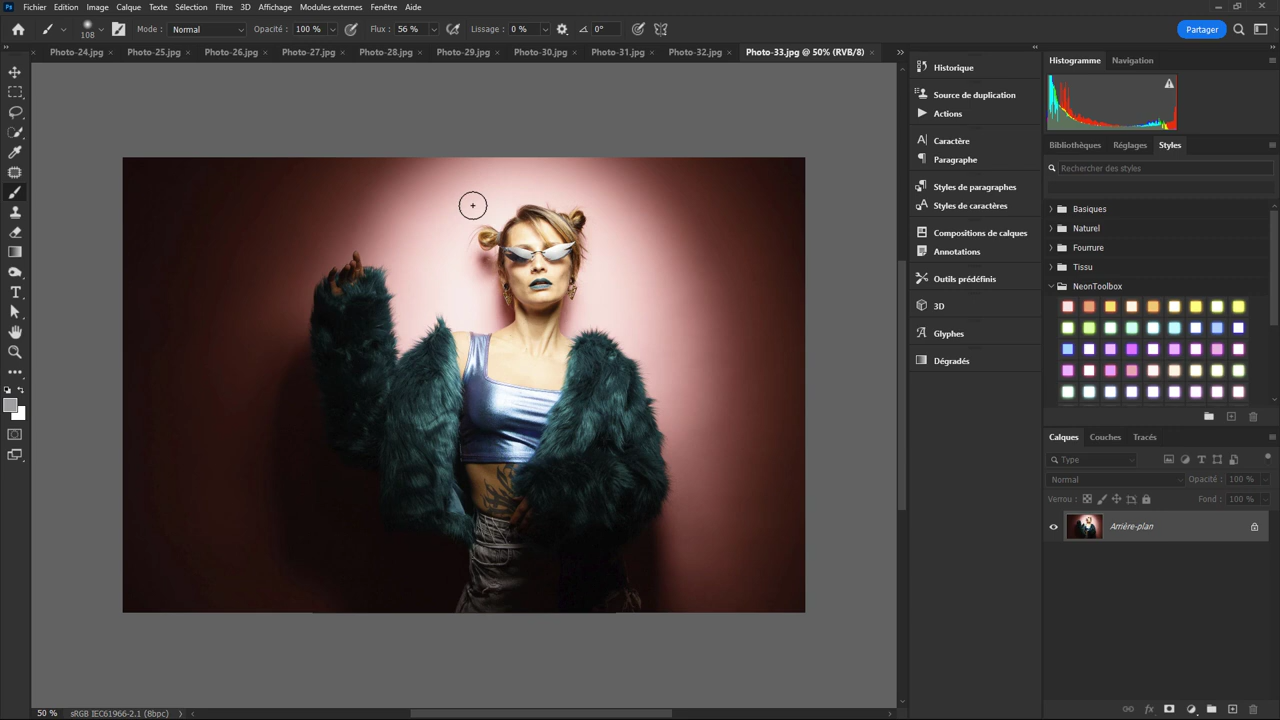 Ps Fichier Edition Image Calque Texte Sélection Filtre 3D Affichage Modules externes Fenêtre Aide
108 Mode : Normal Opacité : 100 % Flux : 56 % Lissage : 0 % 0° Partager
Photo-24.jpg Photo-25.jpg Photo-26.jpg Photo-27.jpg Photo-28.jpg Photo-29.jpg Photo-30.jpg Photo-31.jpg Photo-32.jpg Photo-33.jpg @ 50% (RVB/8)
Historique
Source de duplication
Actions
Caractère
Paragraphe
Styles de paragraphes
Styles de caractères
Compositions de calques
Annotations
Outils prédéfinis
3D
Glyphes
Dégradés
Histogramme Navigation
Bibliothèques Réglages Styles
Rechercher des styles
Basiques
Naturel
Fourrure
Tissu
NeonToolbox
Calques Couches Tracés
Type
Normal Opacité : 100 %
Verrou : Fond : 100 %
Arrière-plan
50 % sRGB IEC61966-2.1 (8bpc)
fx